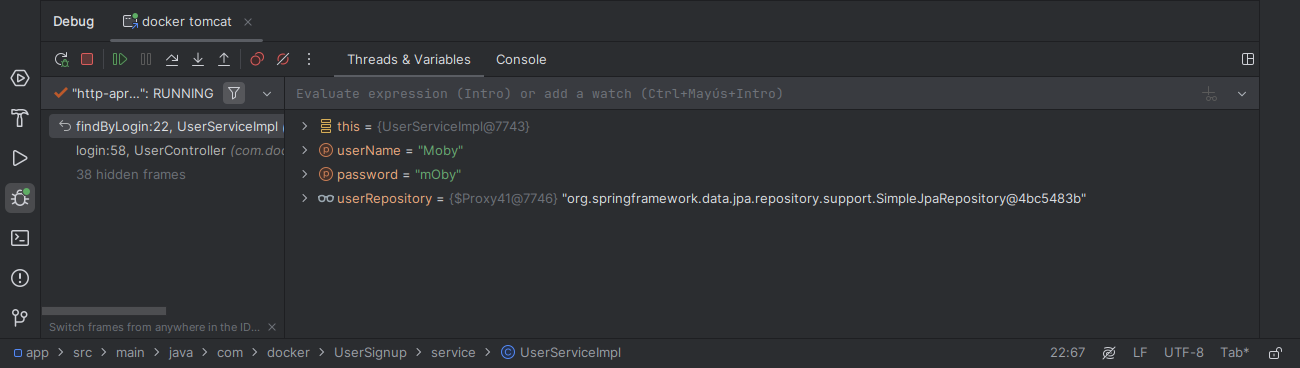 Debug docker tomcat
Threads & Variables Console
"http-apr...": RUNNING
Evaluate expression (Intro) or add a watch (Ctrl+Mayús+Intro)
findByLogin:22, UserServiceImpl
login:58, UserController (com.doc
38 hidden frames
this = {UserServiceImpl@7743}
userName = "Moby"
password = "mOby"
userRepository = {$Proxy41@7746} "org.springframework.data.jpa.repository.support.SimpleJpaRepository@4bc5483b"
Switch frames from anywhere in the ID...
app > src > main > java > com > docker > UserSignup > service > UserServiceImpl 22:67 LF UTF-8 Tab*